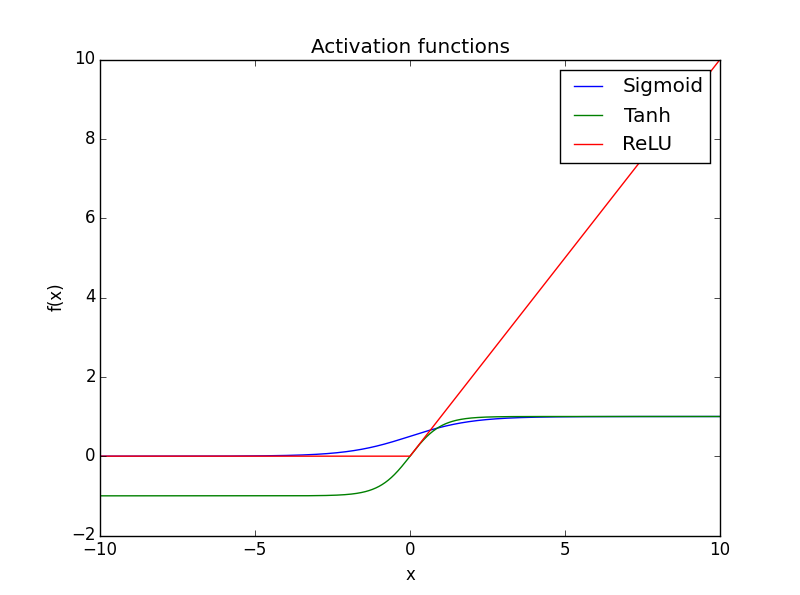 Activation functions
10
8
6
4
2
0
−2
f(x)
Sigmoid
Tanh
ReLU
−10 −5 0 5 10
x